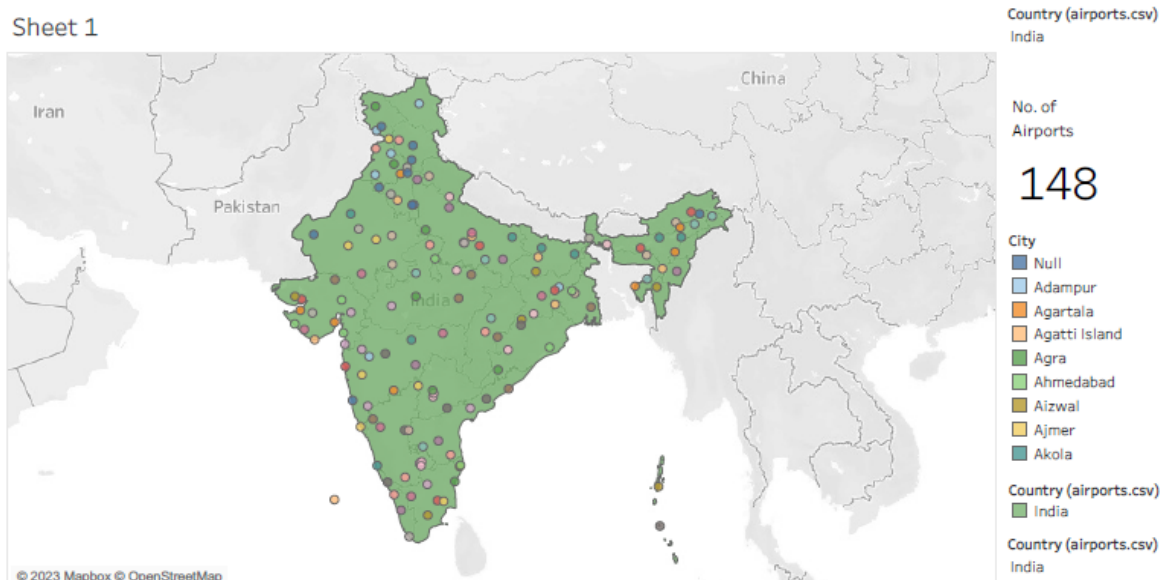 Sheet 1
Iran
Pakistan
India
China
© 2023 Mapbox © OpenStreetMap
Country (airports.csv)
India
No. of
Airports
148
City
Null
Adampur
Agartala
Agatti Island
Agra
Ahmedabad
Aizwal
Ajmer
Akola
Country (airports.csv)
India
Country (airports.csv)
India